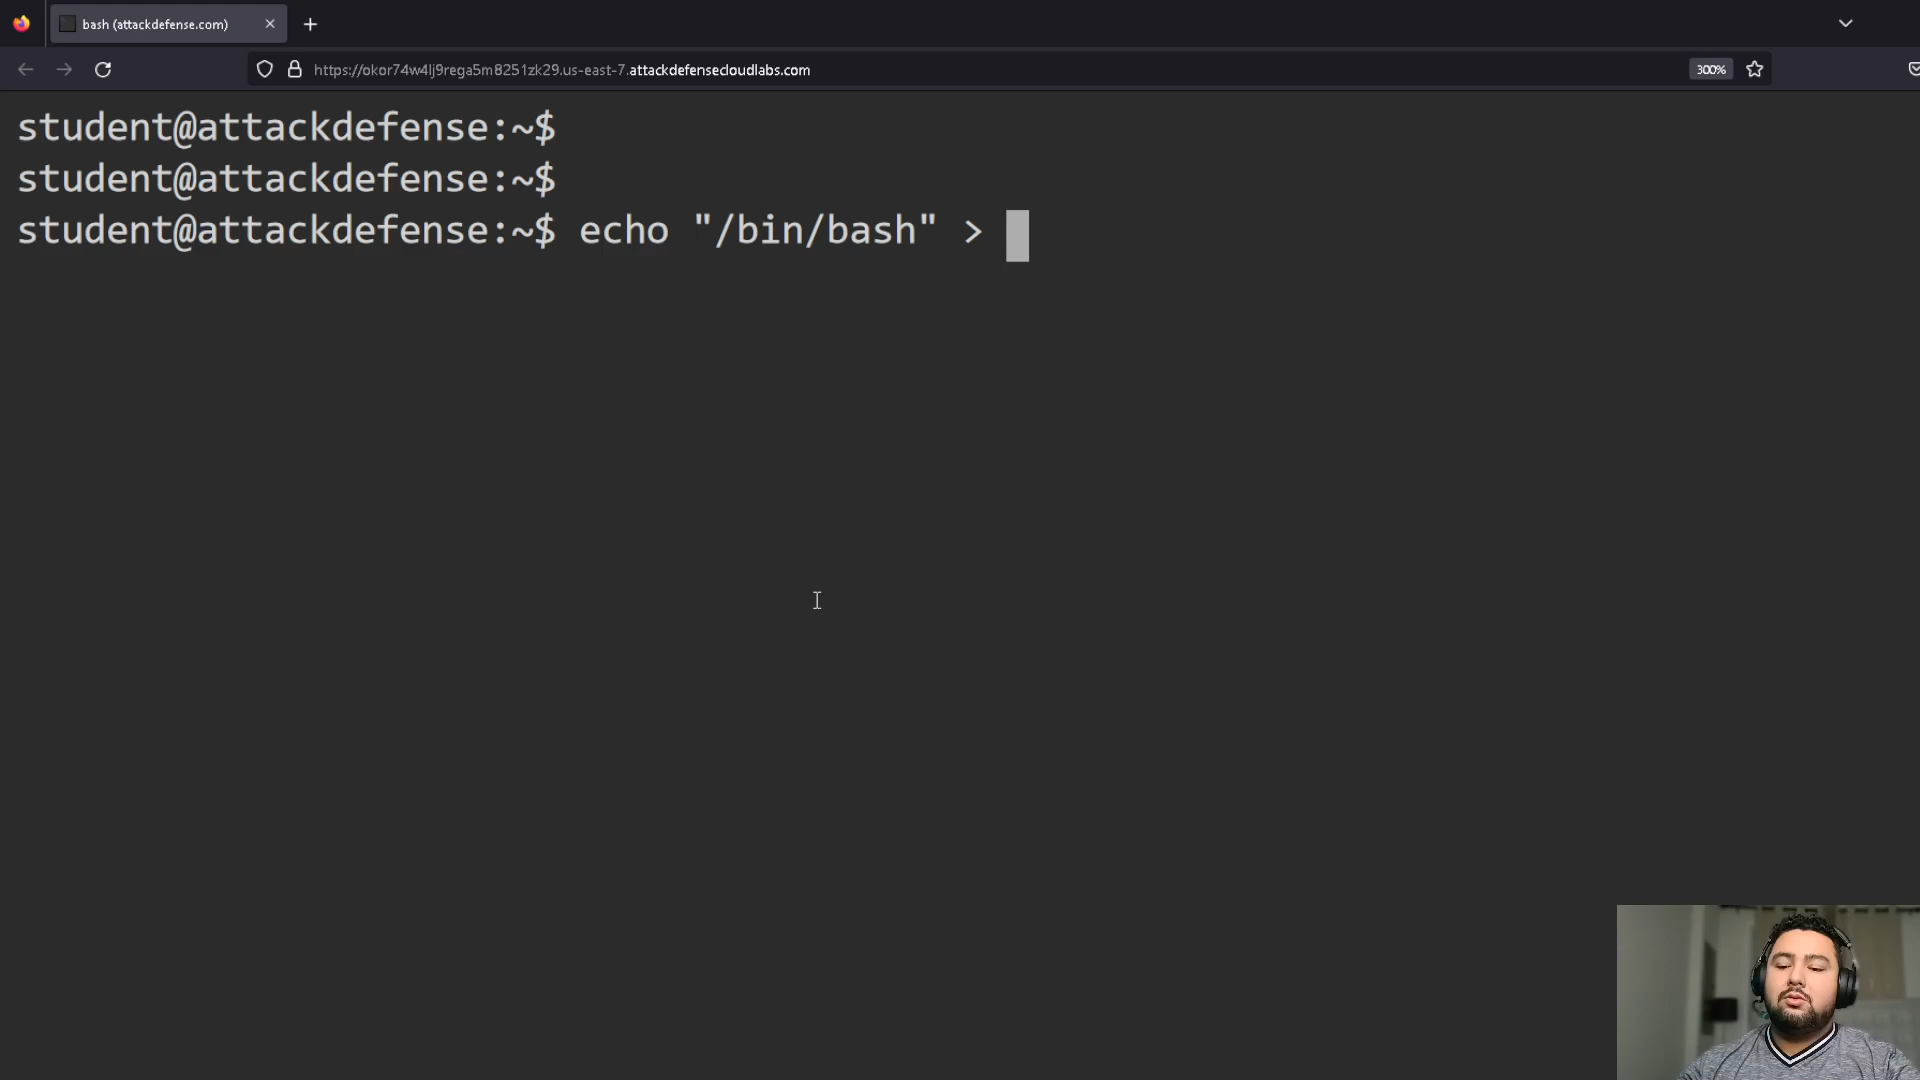 bash (attackdefense.com)
https://okor74w4lj9rega5m8251zk29.us-east-7.attackdefensecloudlabs.com
300%
student@attackdefense:~$
student@attackdefense:~$
student@attackdefense:~$ echo "/bin/bash" >